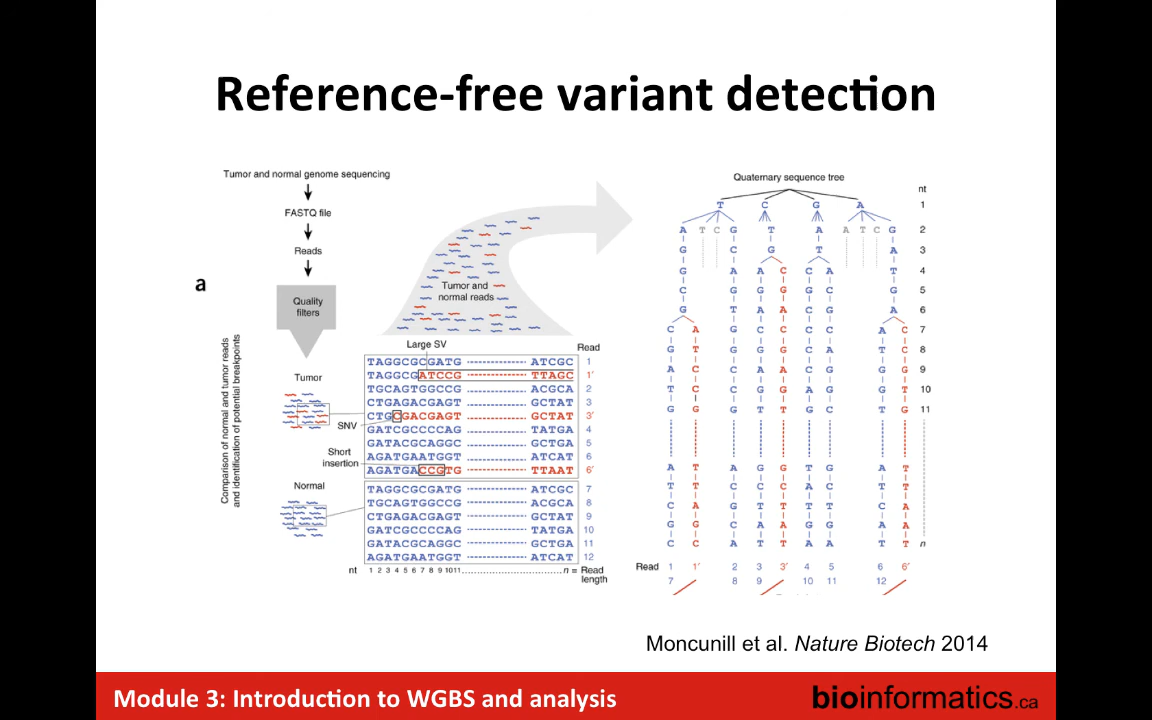 Reference-free variant detection
Tumor and normal genome sequencing
FASTQ file
Reads
Quality
filters
a
Comparison of normal and tumor reads
and identification of potential breakpoints
Tumor
Normal
Tumor and
normal reads
Large SV
SNV
Short
insertion
Read
TAGGCGCGATG ATCGC 1
TAGGCGATCCG TTAGC 1'
TGCAGTGGCCG ACGCA 2
CTGAGACGAGT GCTAT 3
CTGCGACGAGT GCTAT 3'
GATCGCCCCAG TATGA 4
GATACGCAGGC GCTGA 5
AGATGAATGGT ATCAT 6
AGATGACCGTG TTAAT 6'
TAGGCGCGATG ATCGC 7
TGCAGTGGCCG ACGCA 8
CTGAGACGAGT GCTAT 9
GATCGCCCCAG TATGA 10
GATACGCAGGC GCTGA 11
AGATGAATGGT ATCAT 12
nt 1 2 3 4 5 6 7 8 9 10 11 n = Read
length
Quaternary sequence tree
nt
T C G A 1
A T C G T A A T C G 2
G C G T A 3
G A A C C A T 4
C G G G G C G 5
G T A A C G A 6
C A G C C C C A C 7
G T G G G C A T C 8
A C C A A C G G G 9
T C C G G A G G T 10
G G G T T G C T G 11
A T A G G T G A T
T T C C C A C T T
C A G T T T T C A
G G C A A G G A A
C C A T T A A T T n
Read 1 1' 2 3 3' 4 5 6 6'
7 8 9 10 11 12
Moncunill et al. Nature Biotech 2014
Module 3: Introduction to WGBS and analysis
bioinformatics.ca